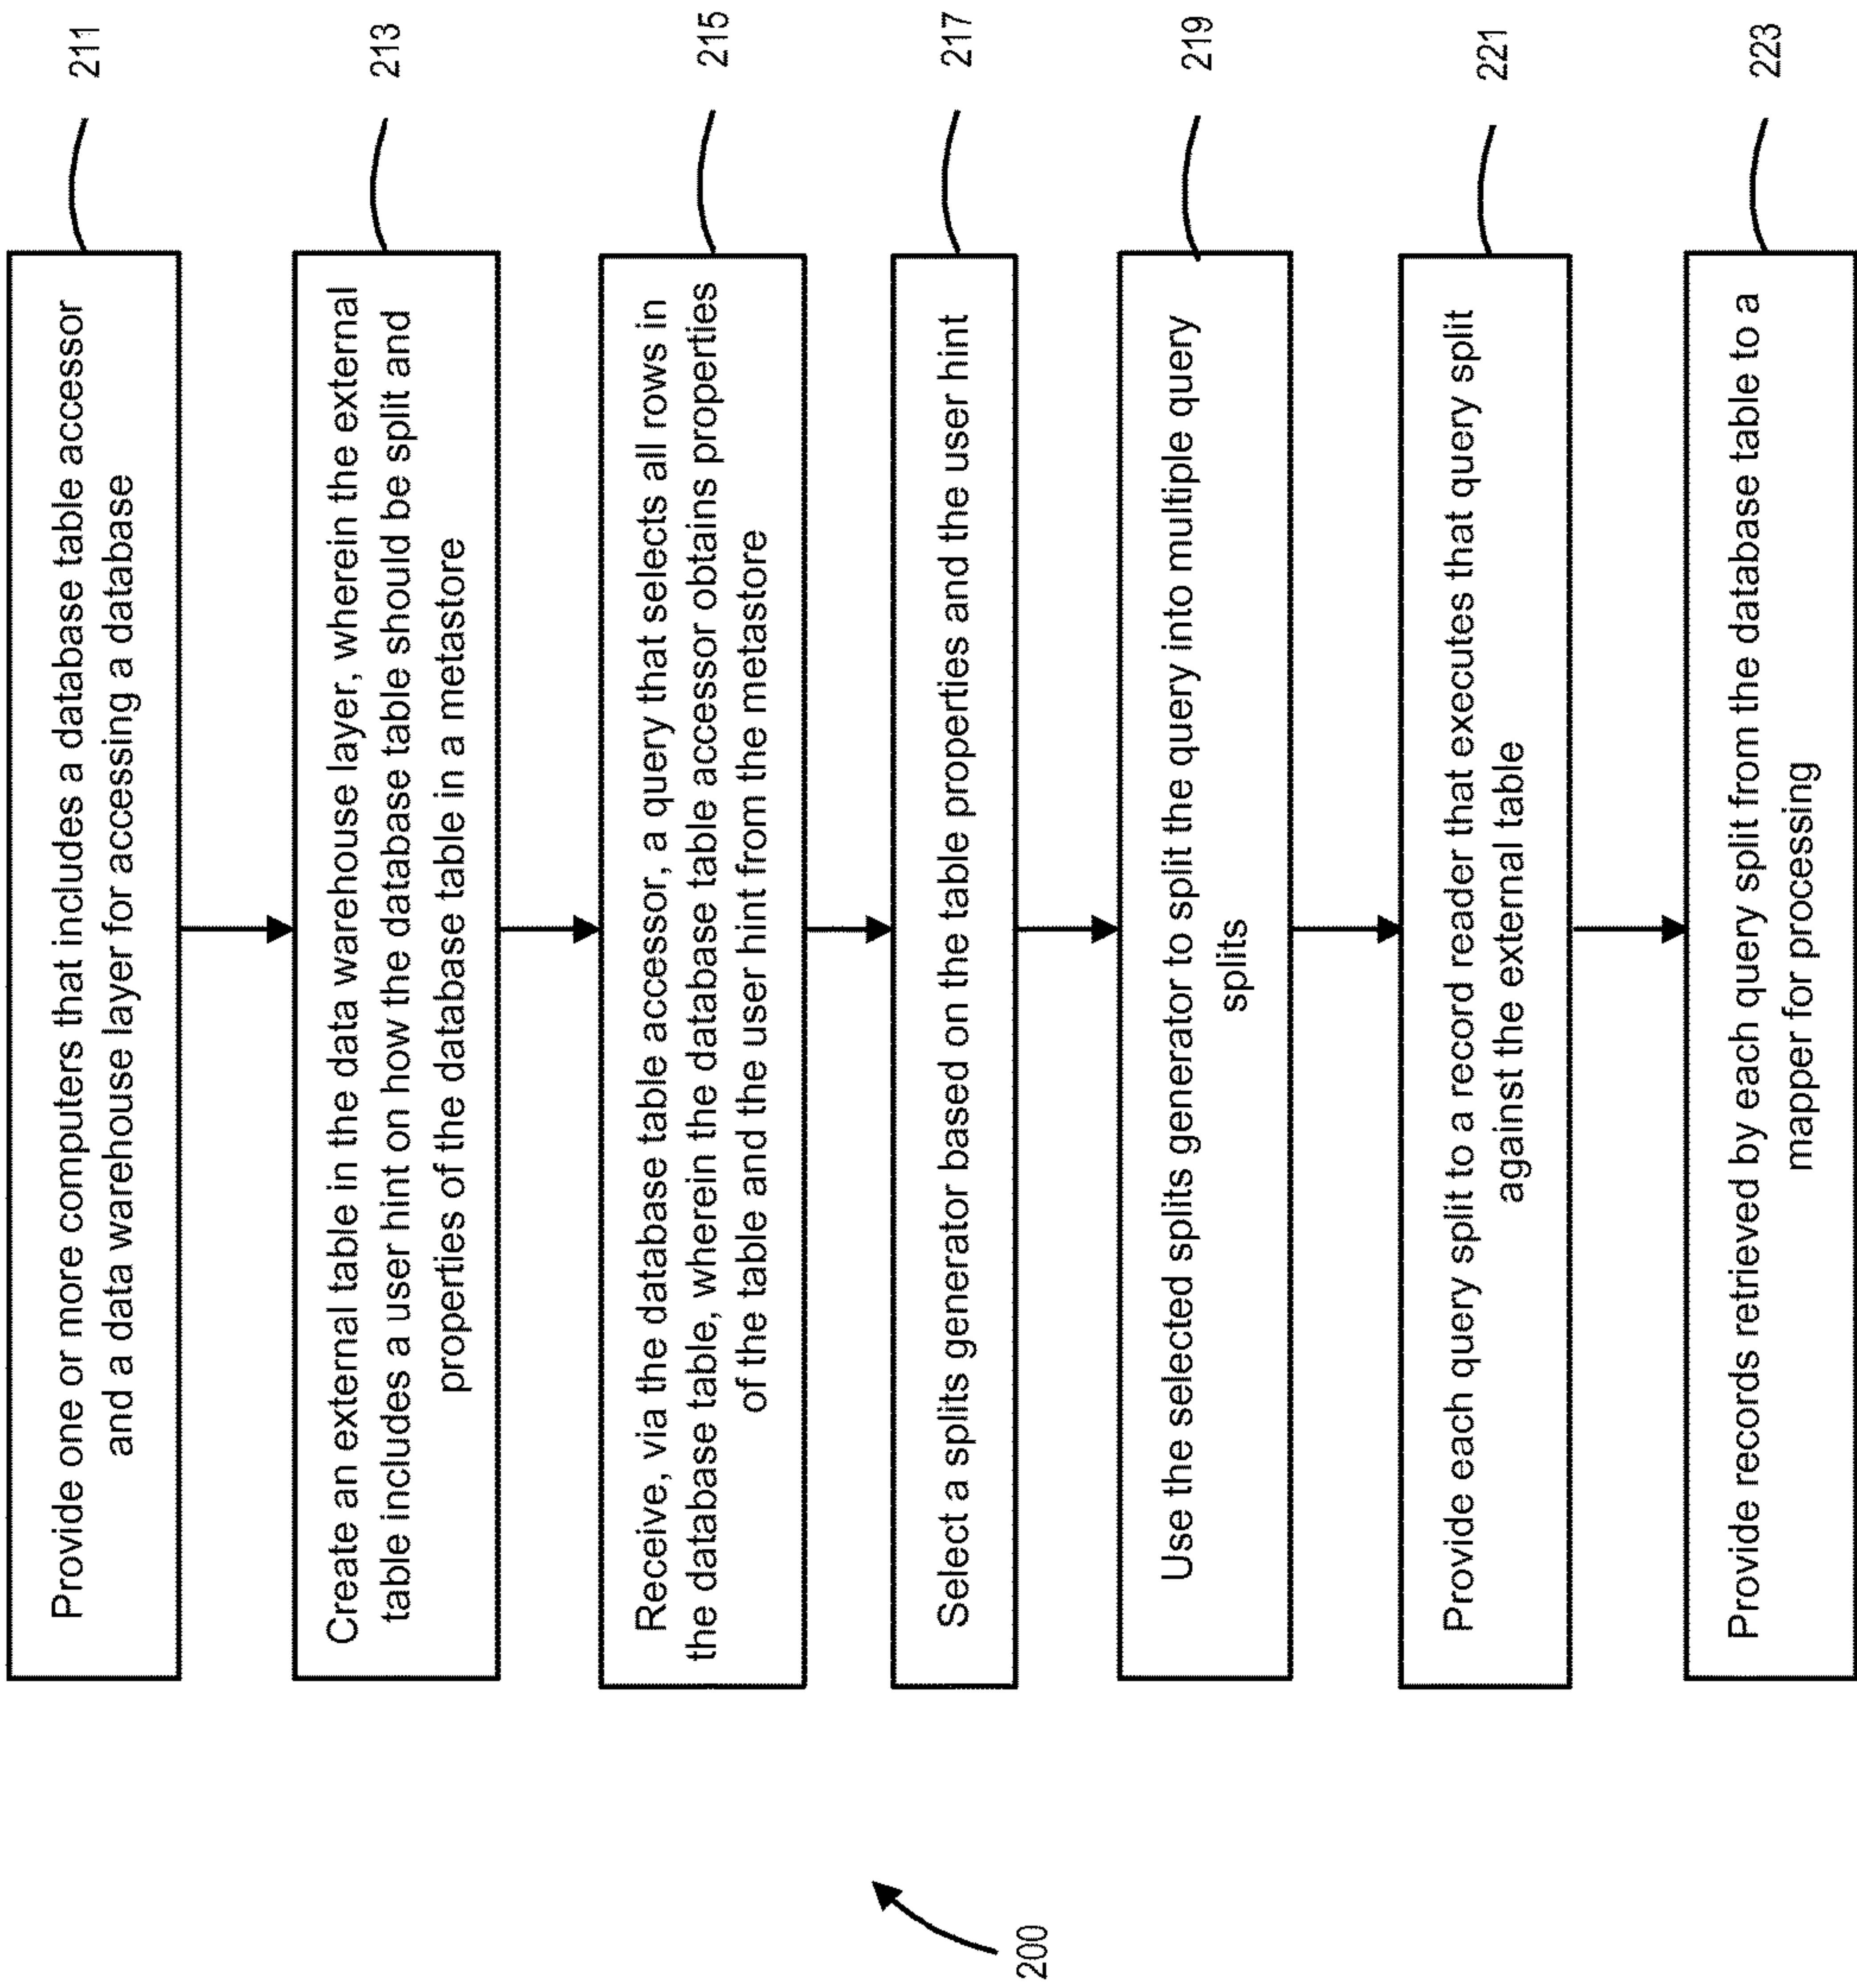 Provide one or more computers that includes a database table accessor
and a data warehouse layer for accessing a database
211
Create an external table in the data warehouse layer, wherein the external
table includes a user hint on how the database table should be split and
properties of the database table in a metastore
213
Receive, via the database table accessor, a query that selects all rows in
the database table, wherein the database table accessor obtains properties
of the table and the user hint from the metastore
215
Select a splits generator based on the table properties and the user hint
217
Use the selected splits generator to split the query into multiple query
splits
219
Provide each query split to a record reader that executes that query split
against the external table
221
Provide records retrieved by each query split from the database table to a
mapper for processing
223
200